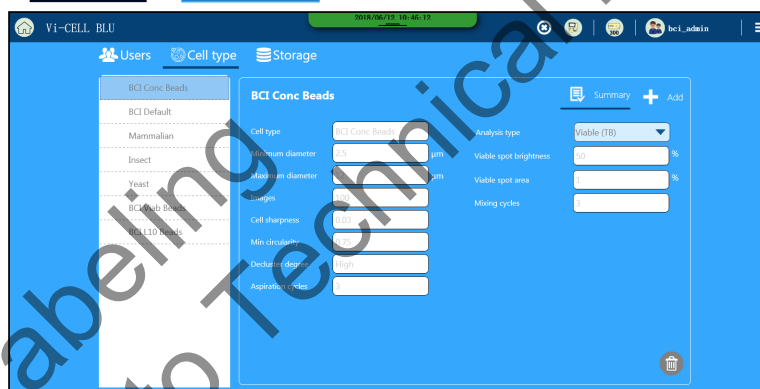 Vi-CELL BLU
2018/06/12 10:46:12
300
bci_admin
Users
Cell type
Storage
BCI Conc Beads
BCI Default
Mammalian
Insect
Yeast
BCI Viab Beads
BCI L10 Beads
BCI Conc Beads
Summary
Add
Cell type
BCI Conc Beads
Minimum diameter
2.5
µm
Maximum diameter
µm
Images
100
Cell sharpness
0.03
Min circularity
0.75
Decluster degree
High
Aspiration cycles
3
Analysis type
Viable (TB)
Viable spot brightness
50
%
Viable spot area
1
%
Mixing cycles
3
abeling
to Technical